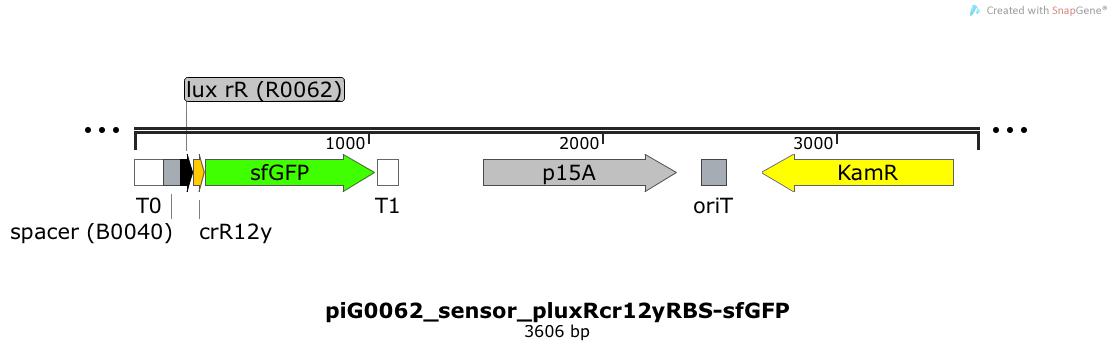 Created with SnapGene®
lux rR (R0062)
1000 2000 3000
sfGFP p15A KamR
T0 T1 oriT
spacer (B0040) crR12y
piG0062_sensor_pluxRcr12yRBS-sfGFP
3606 bp